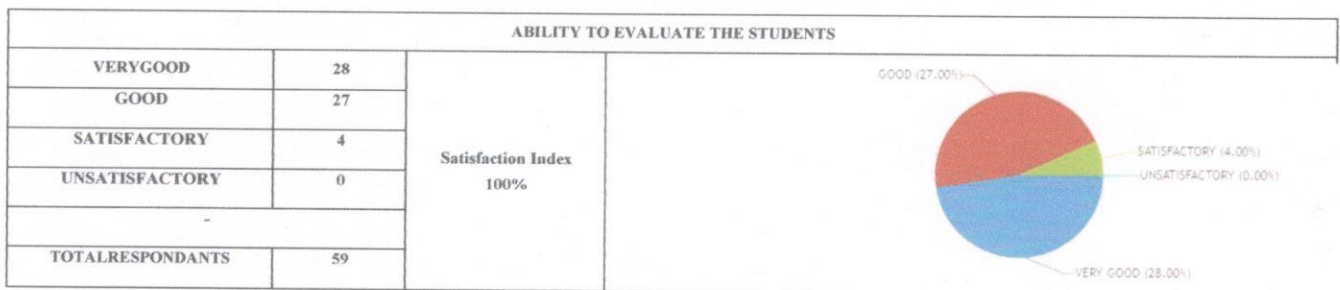 ABILITY TO EVALUATE THE STUDENTS
VERYGOOD 28
GOOD 27
SATISFACTORY 4
UNSATISFACTORY 0
-
TOTALRESPONDANTS 59
Satisfaction Index
100%
GOOD (27.00%)
SATISFACTORY (4.00%)
UNSATISFACTORY (0.00%)
VERY GOOD (28.00%)